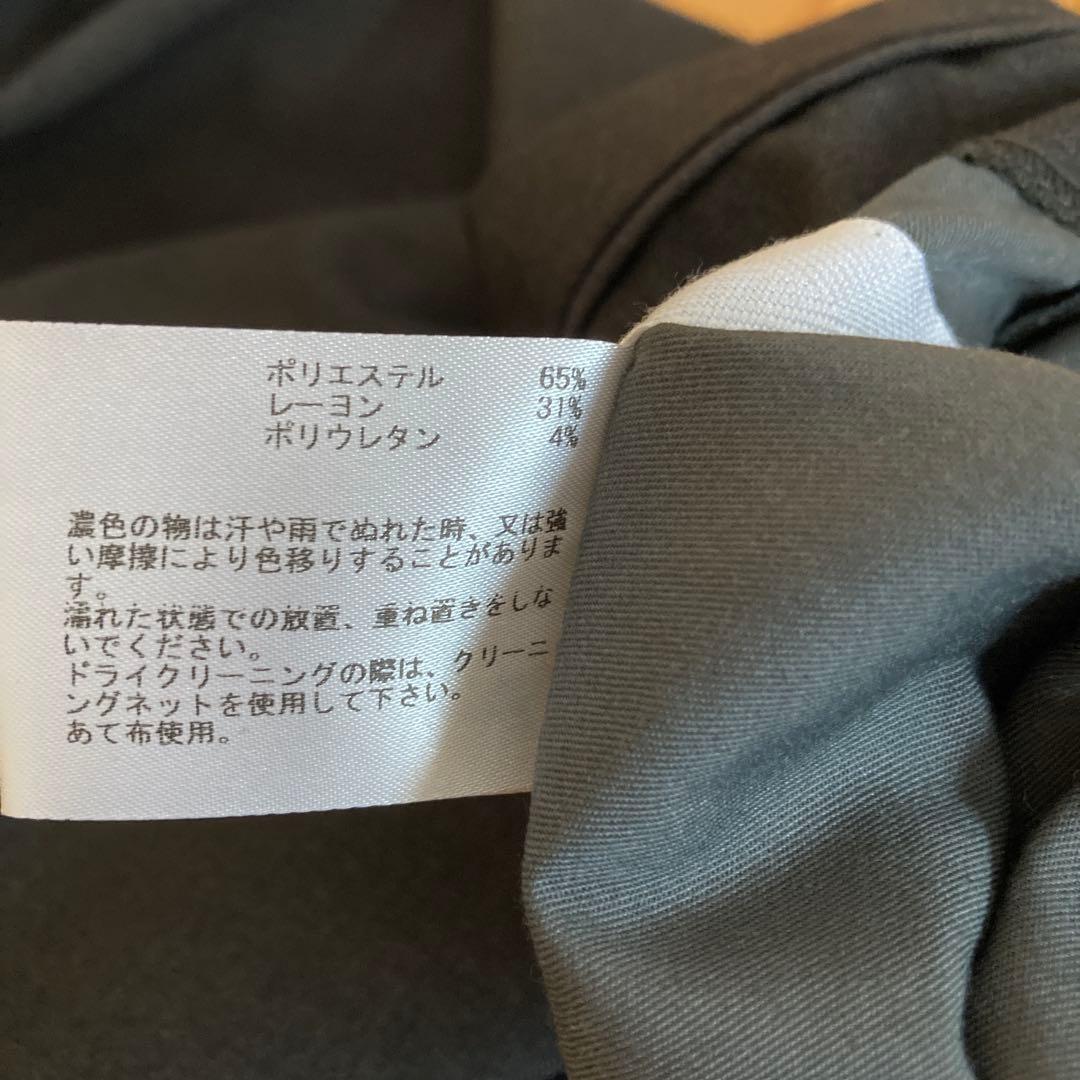 ポリエステル 65%
レーヨン 31%
ポリウレタン 4%
濃色の物は汗や雨でぬれた時、又は強
い摩擦により色移りすることがありま
す。
濡れた状態での放置、重ね置きをしな
いでください。
ドライクリーニングの際は、クリーニ
ングネットを使用して下さい。
あて布使用。